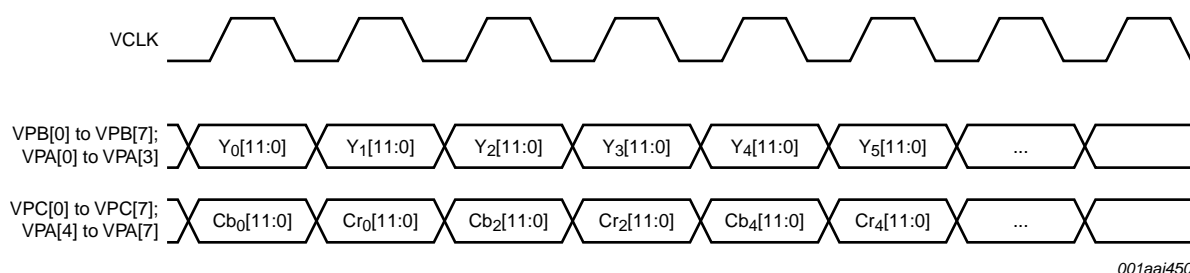 VCLK
VPB[0] to VPB[7];
VPA[0] to VPA[3]
Y0[11:0] Y1[11:0] Y2[11:0] Y3[11:0] Y4[11:0] Y5[11:0] ...
VPC[0] to VPC[7];
VPA[4] to VPA[7]
Cb0[11:0] Cr0[11:0] Cb2[11:0] Cr2[11:0] Cb4[11:0] Cr4[11:0] ...
001aaj450